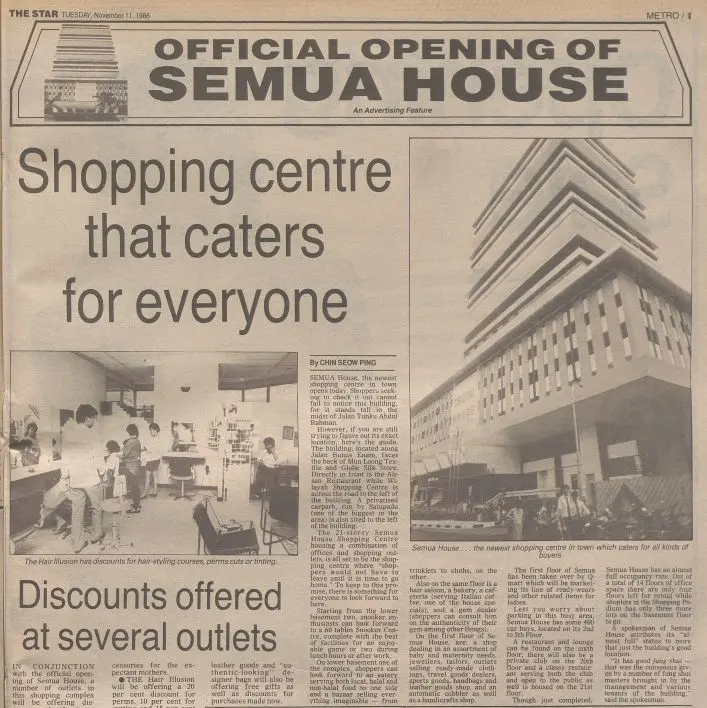 THE STAR TUESDAY, November 11, 1986
METRO / 1
OFFICIAL OPENING OF
SEMUA HOUSE
An Advertising Feature
Shopping centre
that caters
for everyone
The Hair Illusion has discounts for hair-styling courses, perms cuts or tinting.
Discounts offered
at several outlets
IN CONJUNCTION
with the official open-
ing of Semua House, a
number of outlets in
this shopping complex
will be offering dis-
cessories for the ex-
pectant mothers.
● THE Hair Illusion
will be offering a 20
per cent discount for
perms, 10 per cent for
leather goods and "au-
thentic-looking" de-
signer bags will also be
offering free gifts as
well as discounts for
purchases made now.
By CHIN SEOW PING
SEMUA House, the newest
shopping centre in town
opens today. Shoppers seek-
ing to check it out cannot
fail to notice this building,
for it stands tall in the
midst of Jalan Tunku Abdul
Rahman.
However, if you are still
trying to figure out its exact
location, here's the guide.
The building, located along
Jalan Bunus Enam, faces
the back of Mun Loong Tex-
tile and Globe Silk Store.
Directly in front is the
Restaurant while Wi-
layah Shopping Centre is
across the road to the left of
the building. A privatised
carpark, run by Satupadu
(one of the biggest in the
area) is also sited to the left
of the building.
The 21-storey Semua
House Shopping Centre
housing a combination of
offices and shopping out-
lets, is all set to be the shop-
ping centre where "shop-
pers would not have to
leave until it is time to go
home." To keep to this pro-
mise, there is something for
everyone to look forward to
here.
Starting from the lower
basement two, snooker en-
thusiasts can look forward
to a 60 tables Snooker Cen-
tre, complete with the best
of facilities for an enjoy-
able game or two during
lunch hours or after work.
On lower basement one of
the complex, shoppers can
look forward to an eatery
serving both local, halal and
non-halal food on one side
and a bazaar selling ever-
ything imaginable — from
Semua House . . . the newest shopping centre in town which caters for all kinds of
buyers
trinklets to cloths, on the
other.
Also on the same floor is a
hair saloon, a bakery, a caf-
eteria (serving Italian cof-
fee, one of the house spe-
cials), and a gem dealer
(shoppers can consult him
on the authenticity of their
gem among other things).
On the first floor of Se-
mua House, are: a shop
dealing in an assortment of
baby and maternity needs,
jewellers, tailors, outlets
selling ready-made cloth-
ings, travel goods dealers,
sports goods, handbags and
leather goods shop, and an
automatic cobbler as well
as a handicrafts shop.
The first floor of Semua
has been taken over by Q-
mart which will be market-
ing its line of ready-wears
and other related items for
ladies.
Lest you worry about
parking in this busy area,
Semua House has some 400
car bays, located on its 2nd
to 5th Floor.
A restaurant and lounge
can be found on the sixth
floor, there will also be a
private club on the 20th
floor and a classy restaur-
ant serving both the club
and open to the public as
well is housed on the 21st
floor.
Though just completed,
Semua House has an almost
full occupancy rate. Out of
a total of 14 floors of office
space there are only four
floors left for rental while
shoplots in the Shopping Po-
dium has only three more
lots on the basement floor
to go.
A spokesman of Semua
House attributes its "al-
most full" status to more
that just the building's good
location.
"It has good fung shui —
that was the consensus giv-
en by a number of fung shui
masters brought in by the
management and various
tenants of the building,"
said the spokesman.